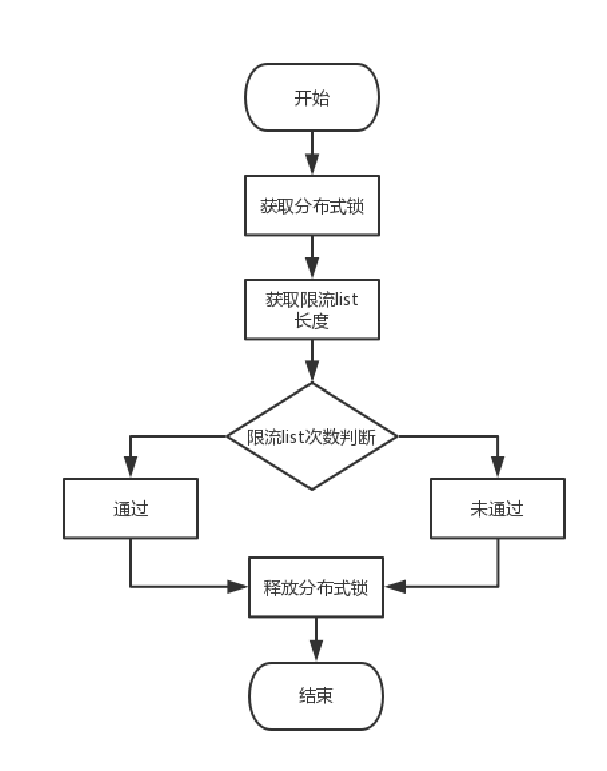 开始
获取分布式锁
获取限流list
长度
限流list次数判断
通过
未通过
释放分布式锁
结束